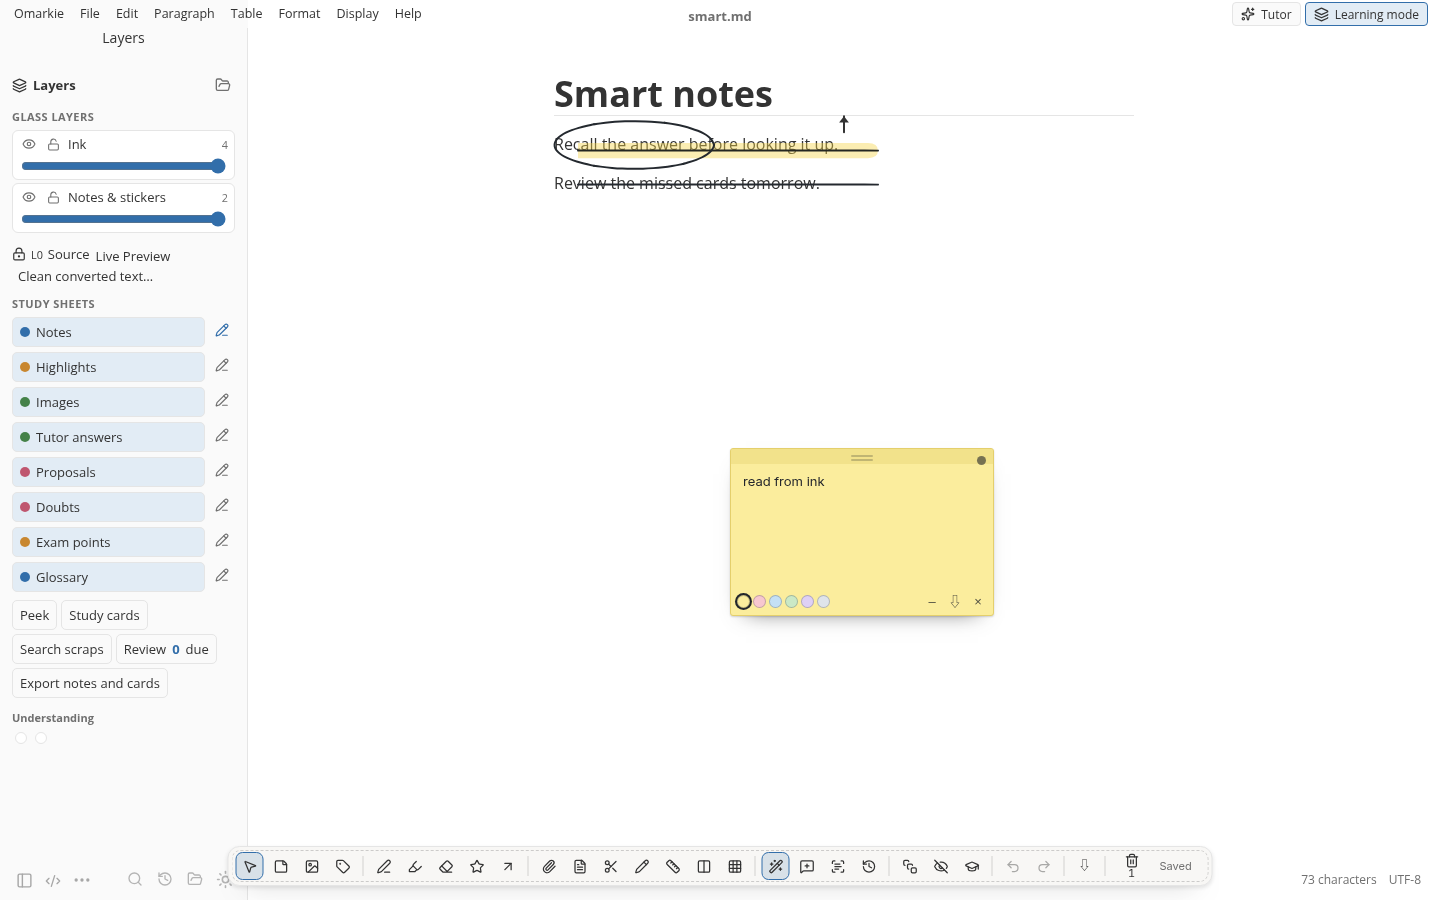 Omarkie File Edit Paragraph Table Format Display Help
smart.md
Tutor Learning mode
Layers
Layers
GLASS LAYERS
Ink 4
Notes & stickers 2
L0 Source Live Preview
Clean converted text...
STUDY SHEETS
Notes
Highlights
Images
Tutor answers
Proposals
Doubts
Exam points
Glossary
Peek Study cards
Search scraps Review 0 due
Export notes and cards
Understanding
Smart notes
Recall the answer before looking it up.
Review the missed cards tomorrow.
read from ink
1
Saved
73 characters UTF-8